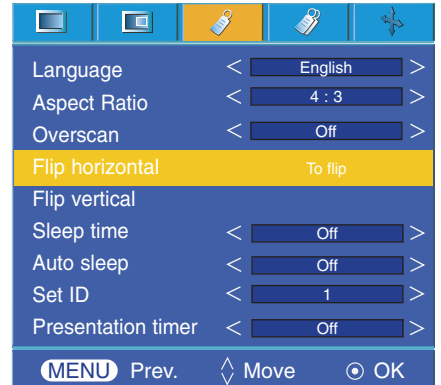 Language < English >
Aspect Ratio < 4 : 3 >
Overscan < Off >
Flip horizontal To flip
Flip vertical
Sleep time < Off >
Auto sleep < Off >
Set ID < 1 >
Presentation timer < Off >
MENU Prev. Move OK